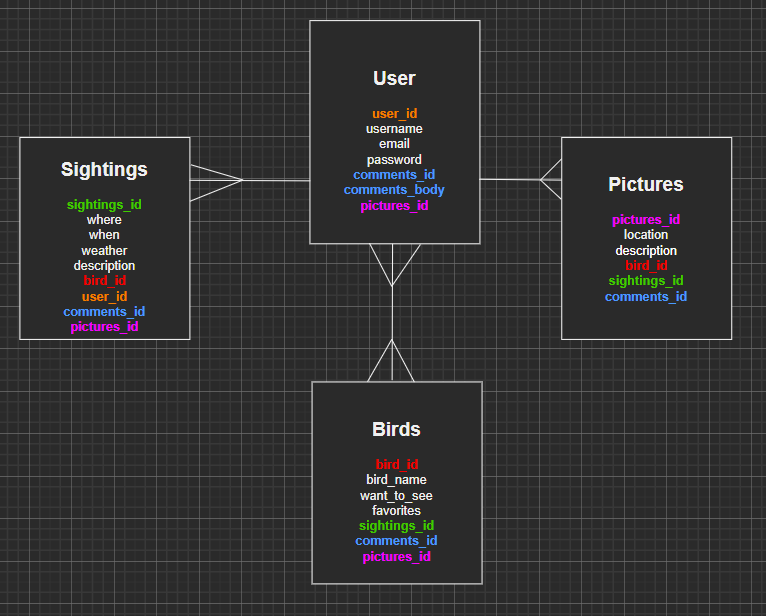 User
user_id
username
email
password
comments_id
comments_body
pictures_id
Sightings
sightings_id
where
when
weather
description
bird_id
user_id
comments_id
pictures_id
Pictures
pictures_id
location
description
bird_id
sightings_id
comments_id
Birds
bird_id
bird_name
want_to_see
favorites
sightings_id
comments_id
pictures_id